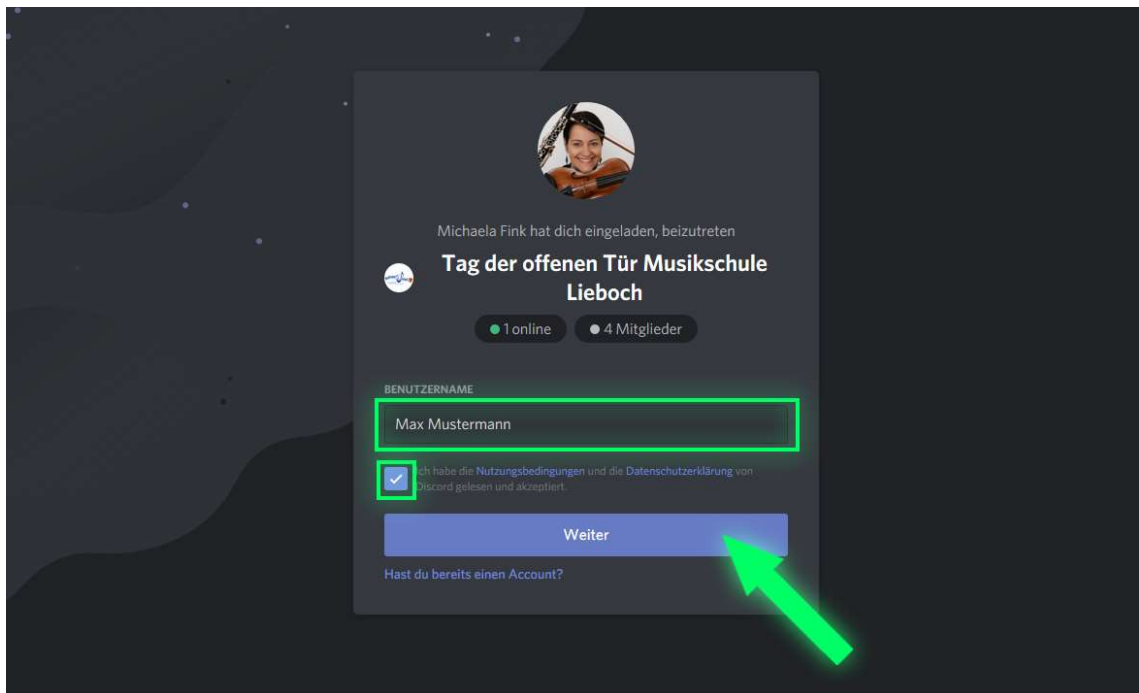 Michaela Fink hat dich eingeladen, beizutreten
Tag der offenen Tür Musikschule
Lieboch
1 online
4 Mitglieder
BENUTZERNAME
Max Mustermann
Ich habe die Nutzungsbedingungen und die Datenschutzerklärung von
Discord gelesen und akzeptiert.
Weiter
Hast du bereits einen Account?